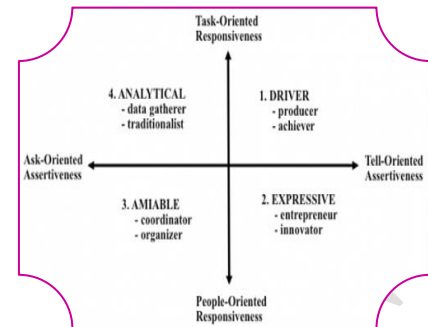 Task-Oriented
Responsiveness
4. ANALYTICAL
- data gatherer
- traditionalist
1. DRIVER
- producer
- achiever
Ask-Oriented
Assertiveness
Tell-Oriented
Assertiveness
3. AMIABLE
- coordinator
- organizer
2. EXPRESSIVE
- entrepreneur
- innovator
People-Oriented
Responsiveness